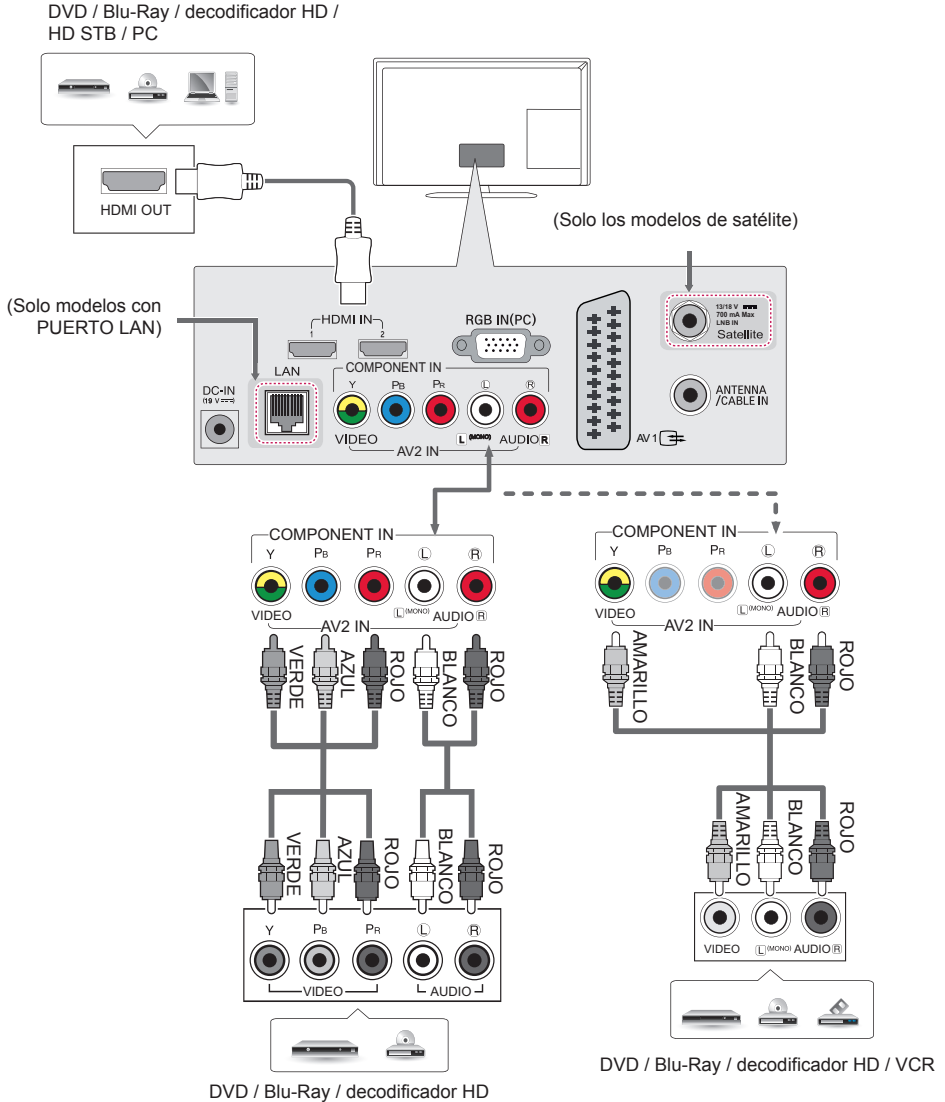 DVD / Blu-Ray / decodificador HD /
HD STB / PC
HDMI OUT
(Solo los modelos de satélite)
(Solo modelos con
PUERTO LAN)
HDMI IN
1
2
RGB IN(PC)
13/18 V
700 mA Max
LNB IN
Satellite
LAN
COMPONENT IN
Y PB PR L R
DC-IN
(19 V)
ANTENNA
/CABLE IN
VIDEO
L (MONO) AUDIO R
AV2 IN
AV 1
COMPONENT IN
Y PB PR L R
VIDEO
L (MONO) AUDIO R
AV2 IN
VERDE
AZUL
ROJO
BLANCO
ROJO
VERDE
AZUL
ROJO
BLANCO
ROJO
Y PB PR L R
VIDEO
AUDIO
DVD / Blu-Ray / decodificador HD
COMPONENT IN
Y PB PR L R
VIDEO
L (MONO) AUDIO R
AV2 IN
AMARILLO
BLANCO
ROJO
AMARILLO
BLANCO
ROJO
VIDEO
L (MONO) AUDIO R
DVD / Blu-Ray / decodificador HD / VCR